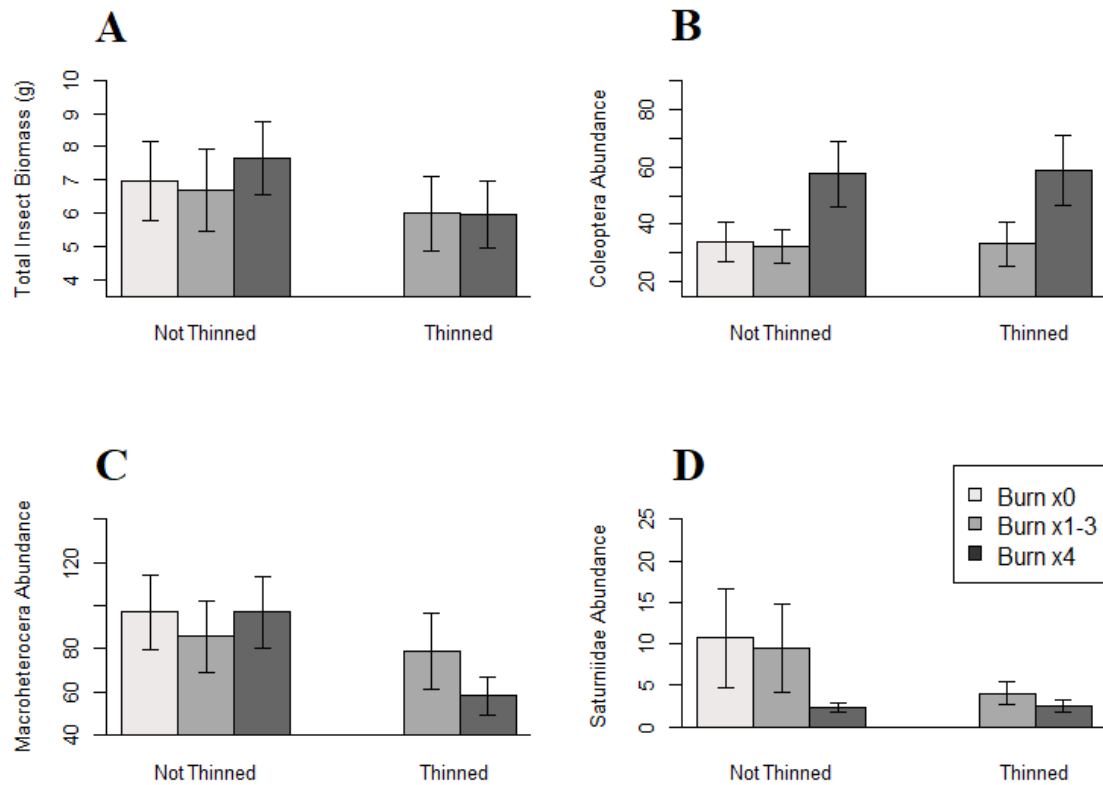 A
Total Insect Biomass (g)
10
9
8
7
6
5
4
Not Thinned
Thinned
B
Coleoptera Abundance
80
60
40
20
Not Thinned
Thinned
C
Macroheterocera Abundance
120
80
60
40
Not Thinned
Thinned
D
Saturniidae Abundance
25
20
15
10
5
0
Not Thinned
Thinned
Burn x0
Burn x1-3
Burn x4